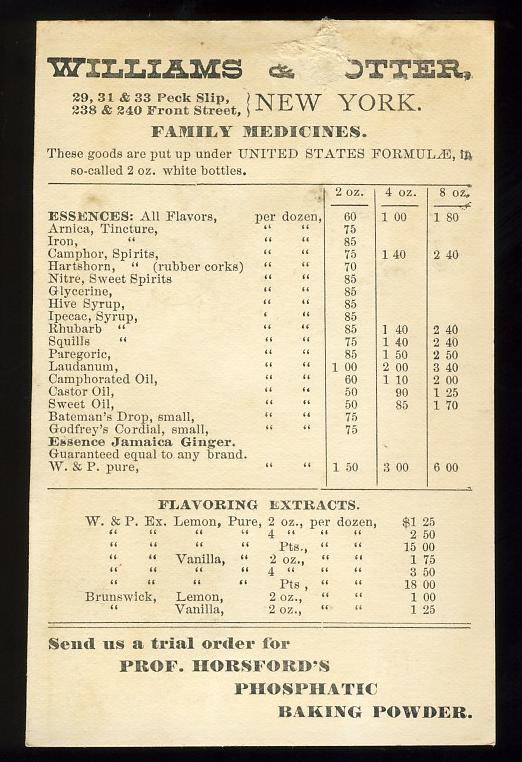 WILLIAMS & OTTER,
29, 31 & 33 Peck Slip,
238 & 240 Front Street, } NEW YORK.
FAMILY MEDICINES.
These goods are put up under UNITED STATES FORMULÆ, in
so-called 2 oz. white bottles.
2 oz. 4 oz. 8 oz.
ESSENCES: All Flavors, per dozen, 60 1 00 1 80
Arnica, Tincture, “ “ 75
Iron, “ “ “ 85
Camphor, Spirits, “ “ 75 1 40 2 40
Hartshorn, “ (rubber corks) “ “ 70
Nitre, Sweet Spirits “ “ 85
Glycerine, “ “ 85
Hive Syrup, “ “ 85
Ipecac, Syrup, “ “ 85
Rhubarb “ “ “ 85 1 40 2 40
Squills “ “ “ 75 1 40 2 40
Paregoric, “ “ 85 1 50 2 50
Laudanum, “ “ 1 00 2 00 3 40
Camphorated Oil, “ “ 60 1 10 2 00
Castor Oil, “ “ 50 90 1 25
Sweet Oil, “ “ 50 85 1 70
Bateman's Drop, small, “ “ 75
Godfrey's Cordial, small, “ “ 75
Essence Jamaica Ginger.
Guaranteed equal to any brand.
W. & P. pure, “ “ 1 50 3 00 6 00
FLAVORING EXTRACTS.
W. & P. Ex. Lemon, Pure, 2 oz., per dozen, $1 25
“ “ “ “ 4 “ “ “ 2 50
“ “ “ “ Pts., “ “ 15 00
“ “ Vanilla, “ 2 oz., “ “ 1 75
“ “ “ “ 4 “ “ “ 3 50
“ “ “ “ Pts , “ “ 18 00
Brunswick, Lemon, 2 oz., “ “ 1 00
“ Vanilla, 2 oz., “ “ 1 25
Send us a trial order for
PROF. HORSFORD'S
PHOSPHATIC
BAKING POWDER.